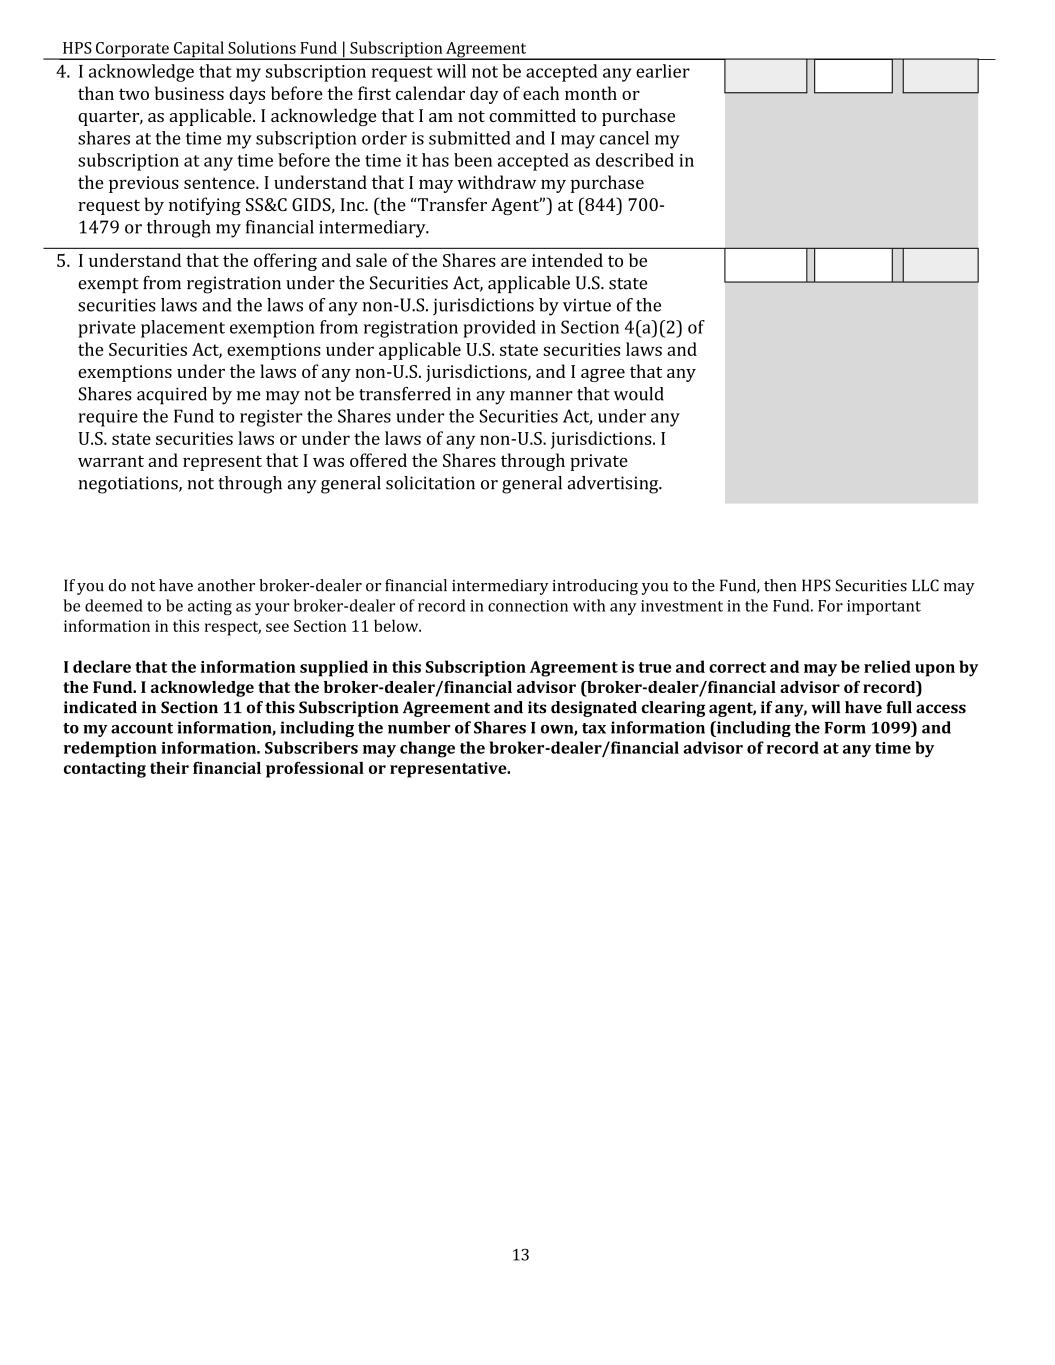 HPS Corporate Capital Solutions Fund | Subscription Agreement
4. I acknowledge that my subscription request will not be accepted any earlier
than two business days before the first calendar day of each month or
quarter, as applicable. I acknowledge that I am not committed to purchase
shares at the time my subscription order is submitted and I may cancel my
subscription at any time before the time it has been accepted as described in
the previous sentence. I understand that I may withdraw my purchase
request by notifying SS&C GIDS, Inc. (the “Transfer Agent”) at (844) 700-
1479 or through my financial intermediary.
5. I understand that the offering and sale of the Shares are intended to be
exempt from registration under the Securities Act, applicable U.S. state
securities laws and the laws of any non-U.S. jurisdictions by virtue of the
private placement exemption from registration provided in Section 4(a)(2) of
the Securities Act, exemptions under applicable U.S. state securities laws and
exemptions under the laws of any non-U.S. jurisdictions, and I agree that any
Shares acquired by me may not be transferred in any manner that would
require the Fund to register the Shares under the Securities Act, under any
U.S. state securities laws or under the laws of any non-U.S. jurisdictions. I
warrant and represent that I was offered the Shares through private
negotiations, not through any general solicitation or general advertising.
If you do not have another broker-dealer or financial intermediary introducing you to the Fund, then HPS Securities LLC may
be deemed to be acting as your broker-dealer of record in connection with any investment in the Fund. For important
information in this respect, see Section 11 below.
I declare that the information supplied in this Subscription Agreement is true and correct and may be relied upon by
the Fund. I acknowledge that the broker-dealer/financial advisor (broker-dealer/financial advisor of record)
indicated in Section 11 of this Subscription Agreement and its designated clearing agent, if any, will have full access
to my account information, including the number of Shares I own, tax information (including the Form 1099) and
redemption information. Subscribers may change the broker-dealer/financial advisor of record at any time by
contacting their financial professional or representative.
13